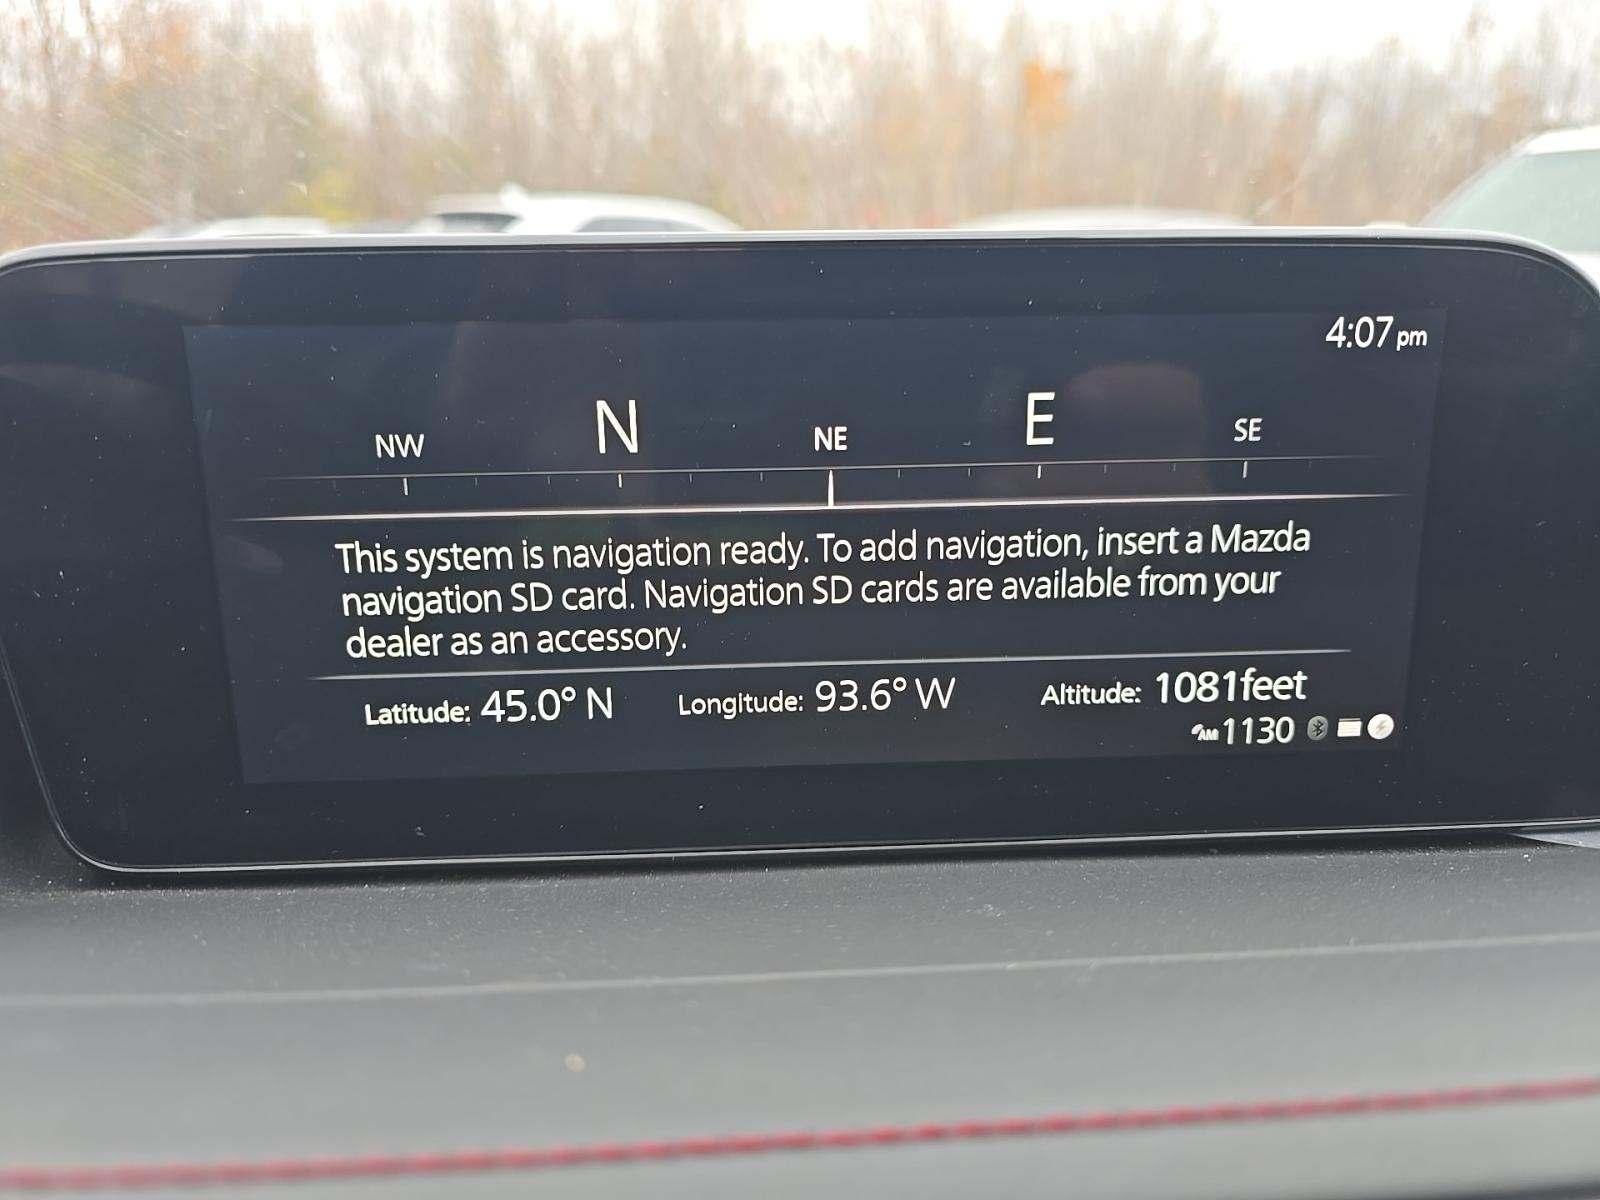 4:07 pm
NW N NE E SE
This system is navigation ready. To add navigation, insert a Mazda
navigation SD card. Navigation SD cards are available from your
dealer as an accessory.
Latitude: 45.0° N Longitude: 93.6° W Altitude: 1081feet
AM 1130